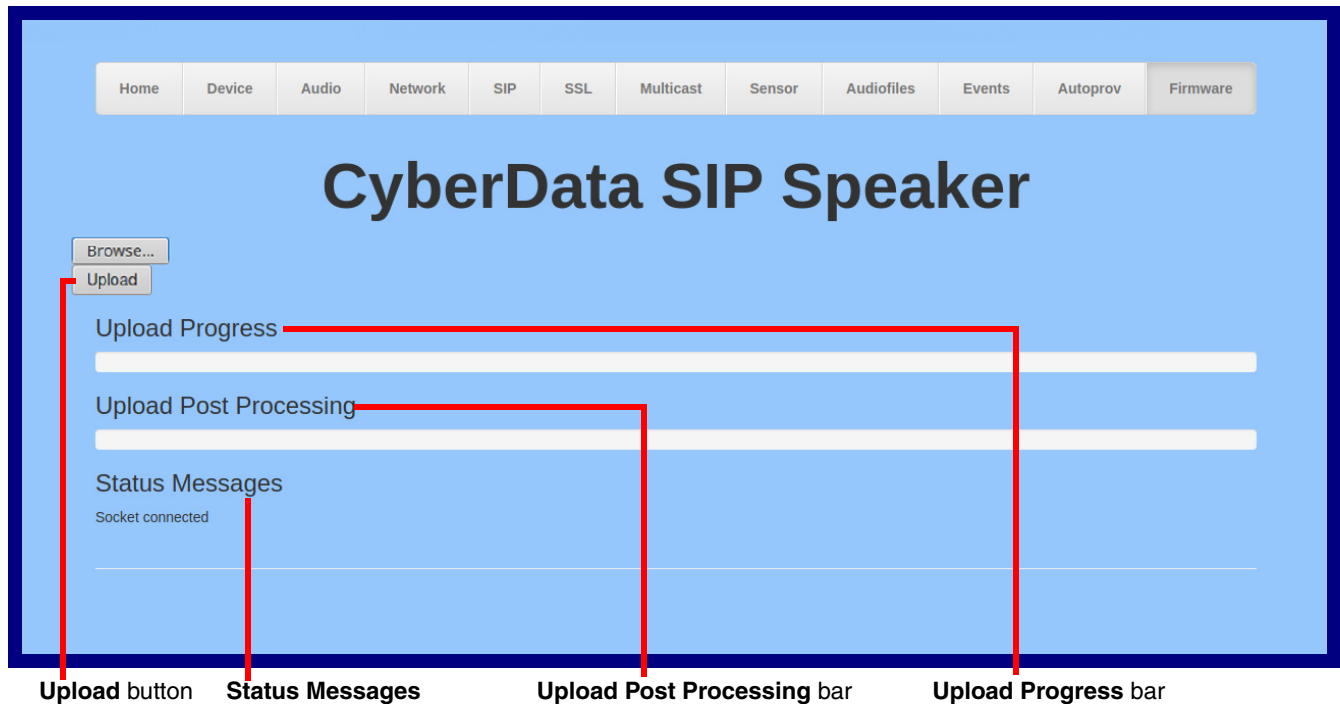 Home Device Audio Network SIP SSL Multicast Sensor Audiofiles Events Autoprov Firmware
CyberData SIP Speaker
Browse...
Upload
Upload Progress
Upload Post Processing
Status Messages
Socket connected
Upload button Status Messages Upload Post Processing bar Upload Progress bar